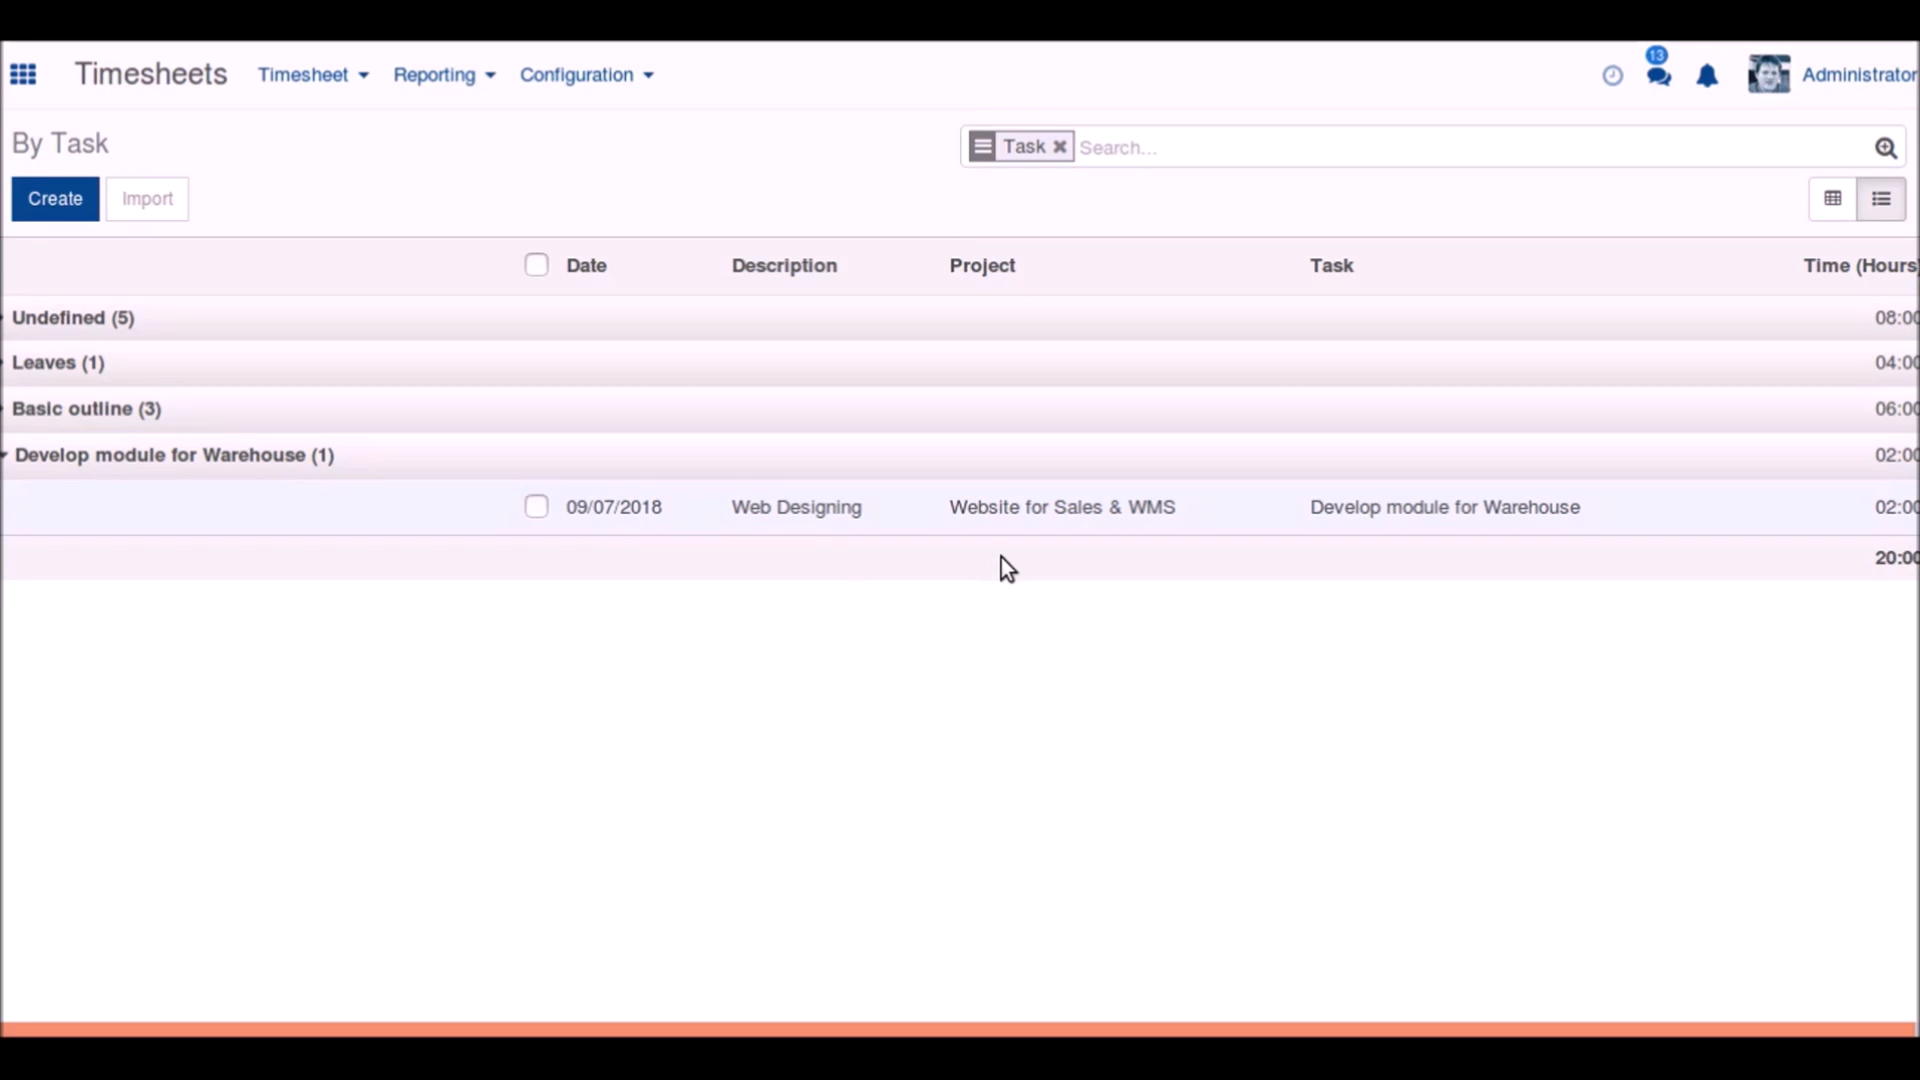 Timesheets Timesheet Reporting Configuration 13 Administrator
By Task Task Search...
Create Import
Date Description Project Task Time (Hours
Undefined (5) 08:00
Leaves (1) 04:00
Basic outline (3) 06:00
Develop module for Warehouse (1) 02:00
09/07/2018 Web Designing Website for Sales & WMS Develop module for Warehouse 02:00
20:00